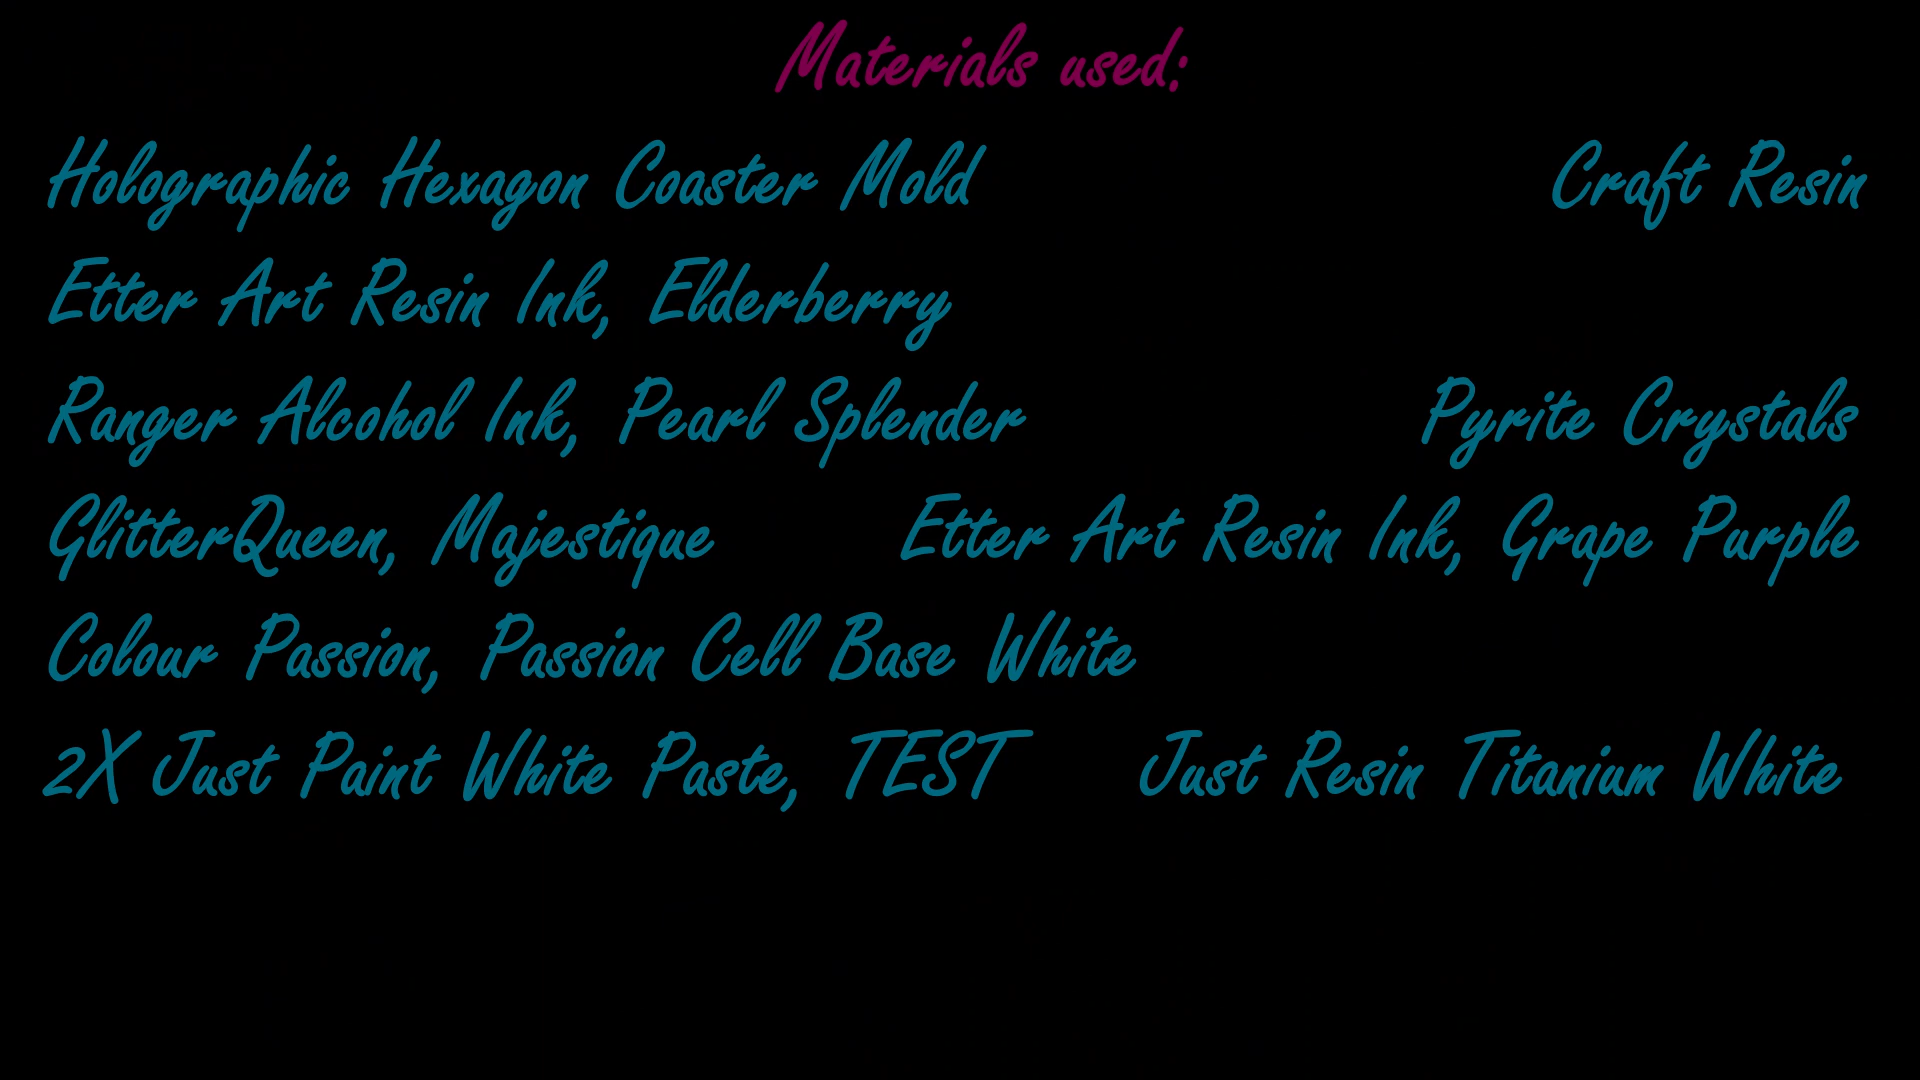 Materials used:
Holographic Hexagon Coaster Mold Craft Resin
Etter Art Resin Ink, Elderberry
Ranger Alcohol Ink, Pearl Splender Pyrite Crystals
GlitterQueen, Majestique Etter Art Resin Ink, Grape Purple
Colour Passion, Passion Cell Base White
2X Just Paint White Paste, TEST Just Resin Titanium White